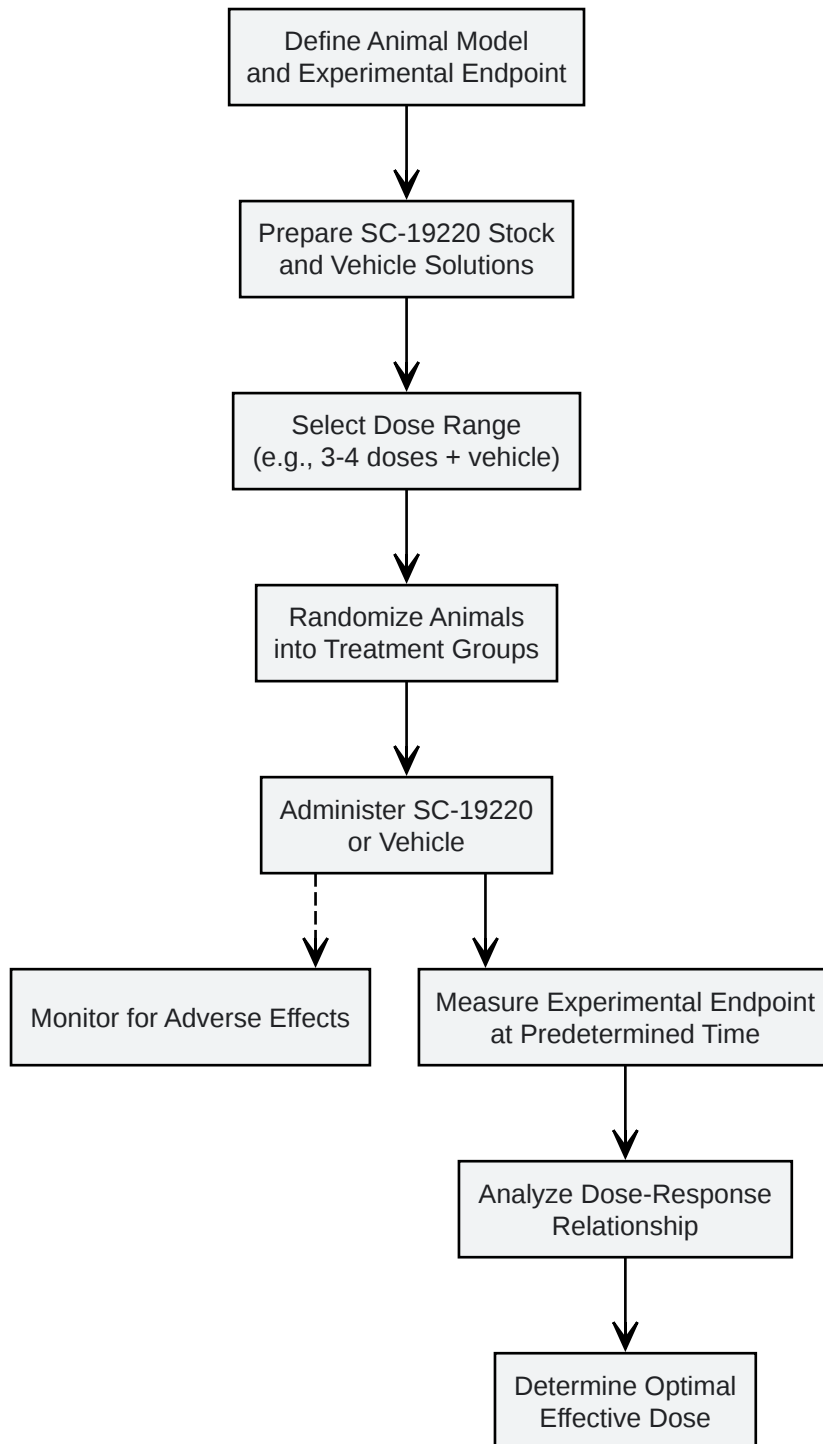 Define Animal Model
and Experimental Endpoint
Prepare SC-19220 Stock
and Vehicle Solutions
Select Dose Range
(e.g., 3-4 doses + vehicle)
Randomize Animals
into Treatment Groups
Administer SC-19220
or Vehicle
Monitor for Adverse Effects
Measure Experimental Endpoint
at Predetermined Time
Analyze Dose-Response
Relationship
Determine Optimal
Effective Dose